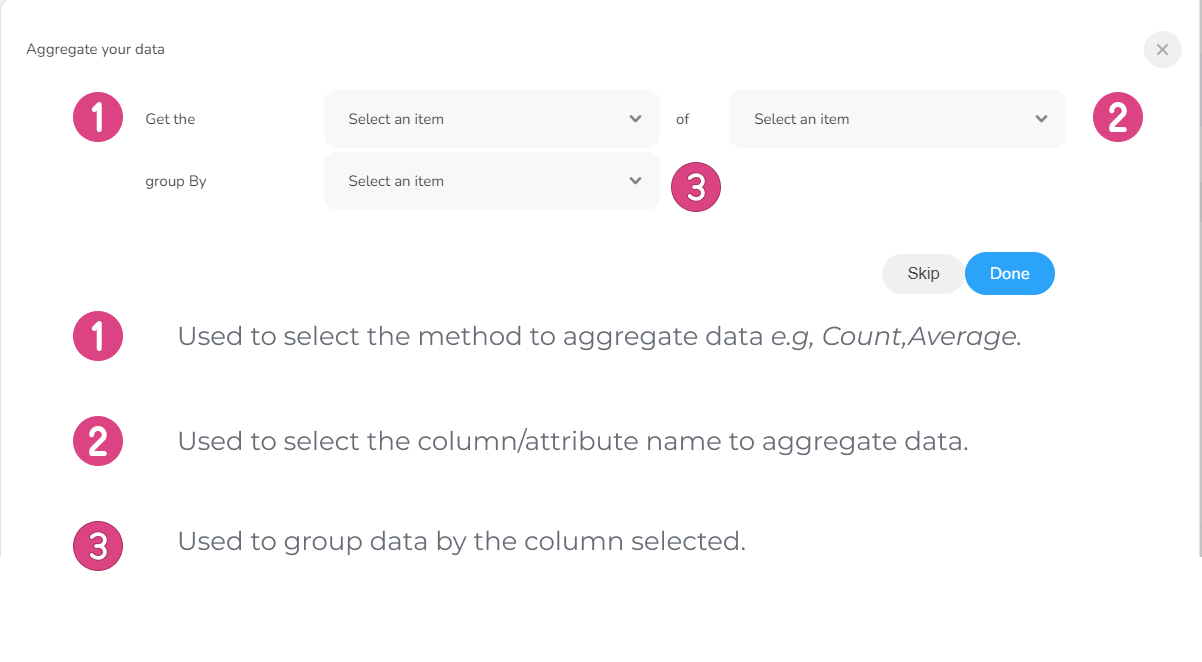 Aggregate your data
1 Get the Select an item of Select an item 2
group By Select an item 3
Skip Done
1 Used to select the method to aggregate data e.g, Count,Average.
2 Used to select the column/attribute name to aggregate data.
3 Used to group data by the column selected.